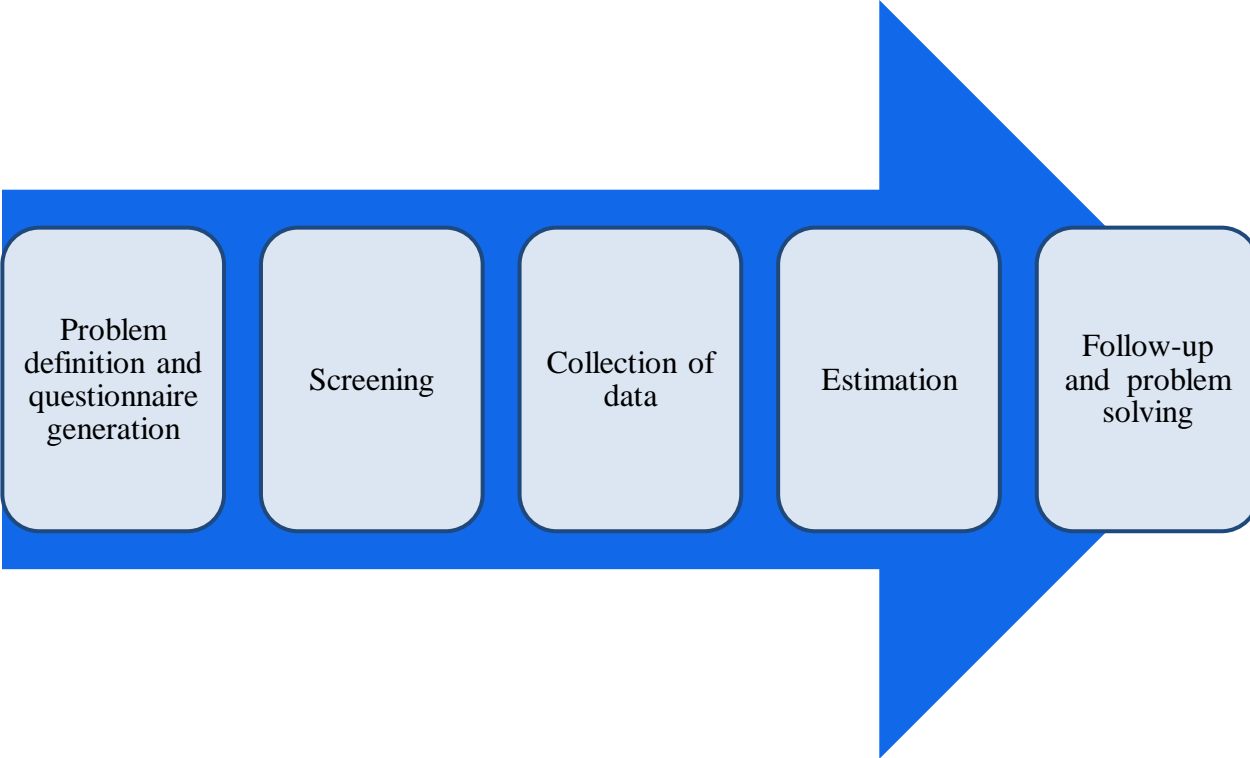 Problem
definition and
questionnaire
generation
Screening
Collection of
data
Estimation
Follow-up
and problem
solving